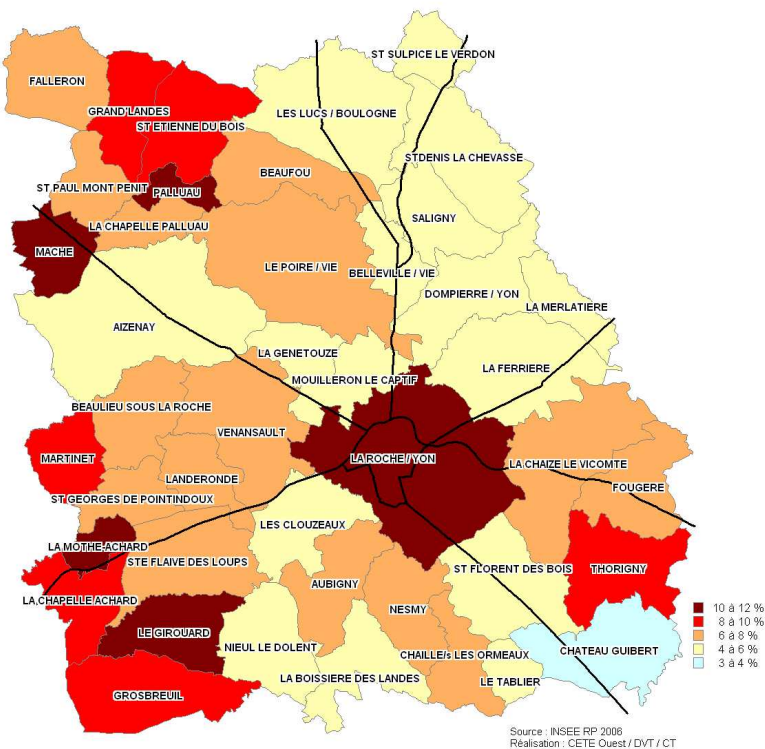 ST SULPICE LE VERDON
FALLERON
GRAND'LANDES
LES LUCS / BOULOGNE
ST ETIENNE DU BOIS
ST DENIS LA CHEVASSE
BEAUFOU
ST PAUL MONT PENIT
PALLUAU
SALIGNY
LA CHAPELLE PALLUAU
MACHE
LE POIRE / VIE
BELLEVILLE / VIE
DOMPIERRE / YON
LA MERLATIERE
AIZENAY
LA GENETOUZE
LA FERRIERE
MOUILLERON LE CAPTIF
BEAULIEU SOUS LA ROCHE
VENANSAULT
MARTINET
LA ROCHE / YON
LA CHAIZE LE VICOMTE
LANDERONDE
FOUGERE
ST GEORGES DE POINTINDOUX
LES CLOUZEAUX
LA MOTHE ACHARD
STE FLAIVE DES LOUPS
ST FLORENT DES BOIS
THORIGNY
AUBIGNY
LA CHAPELLE ACHARD
NESMY
LE GIROUARD
NIEUL LE DOLENT
CHAILLE/s LES ORMEAUX
CHATEAU GUIBERT
LA BOISSIERE DES LANDES
LE TABLIER
GROSBREUIL
10 à 12 %
8 à 10 %
6 à 8 %
4 à 6 %
3 à 4 %
Source : INSEE RP 2006
Réalisation : CETE Ouest / DVT / CT